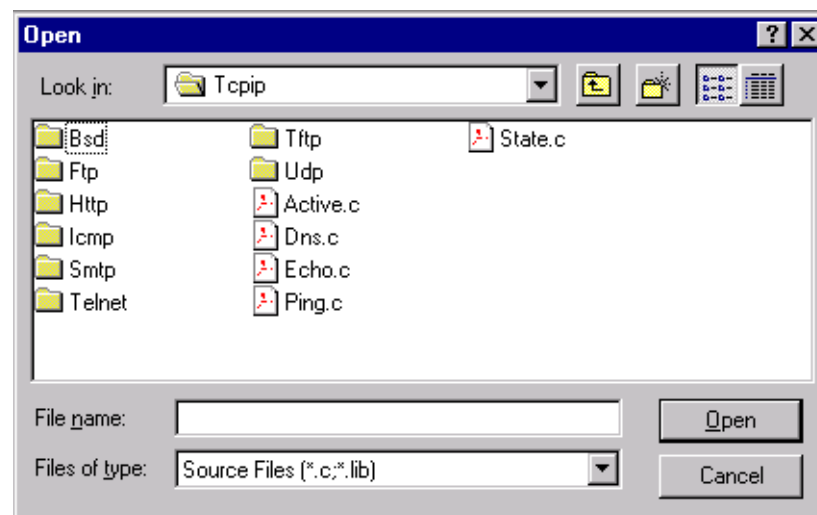 Open
Look in: Tcpip
Bsd
Ftp
Http
Icmp
Smtp
Telnet
Tftp
Udp
Active.c
Dns.c
Echo.c
Ping.c
State.c
File name:
Open
Files of type: Source Files (*.c;*.lib)
Cancel